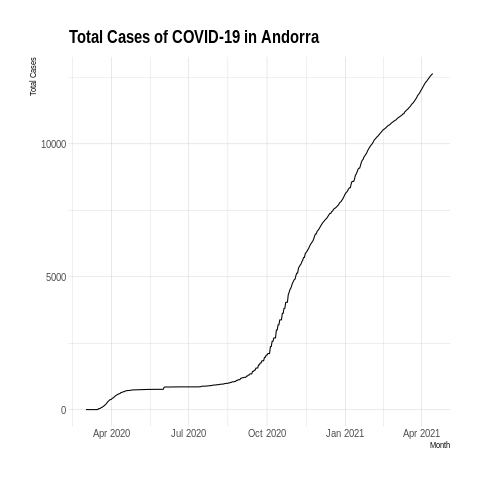 Total Cases of COVID-19 in Andorra
Total Cases
10000
5000
0
Apr 2020 Jul 2020 Oct 2020 Jan 2021 Apr 2021
Month